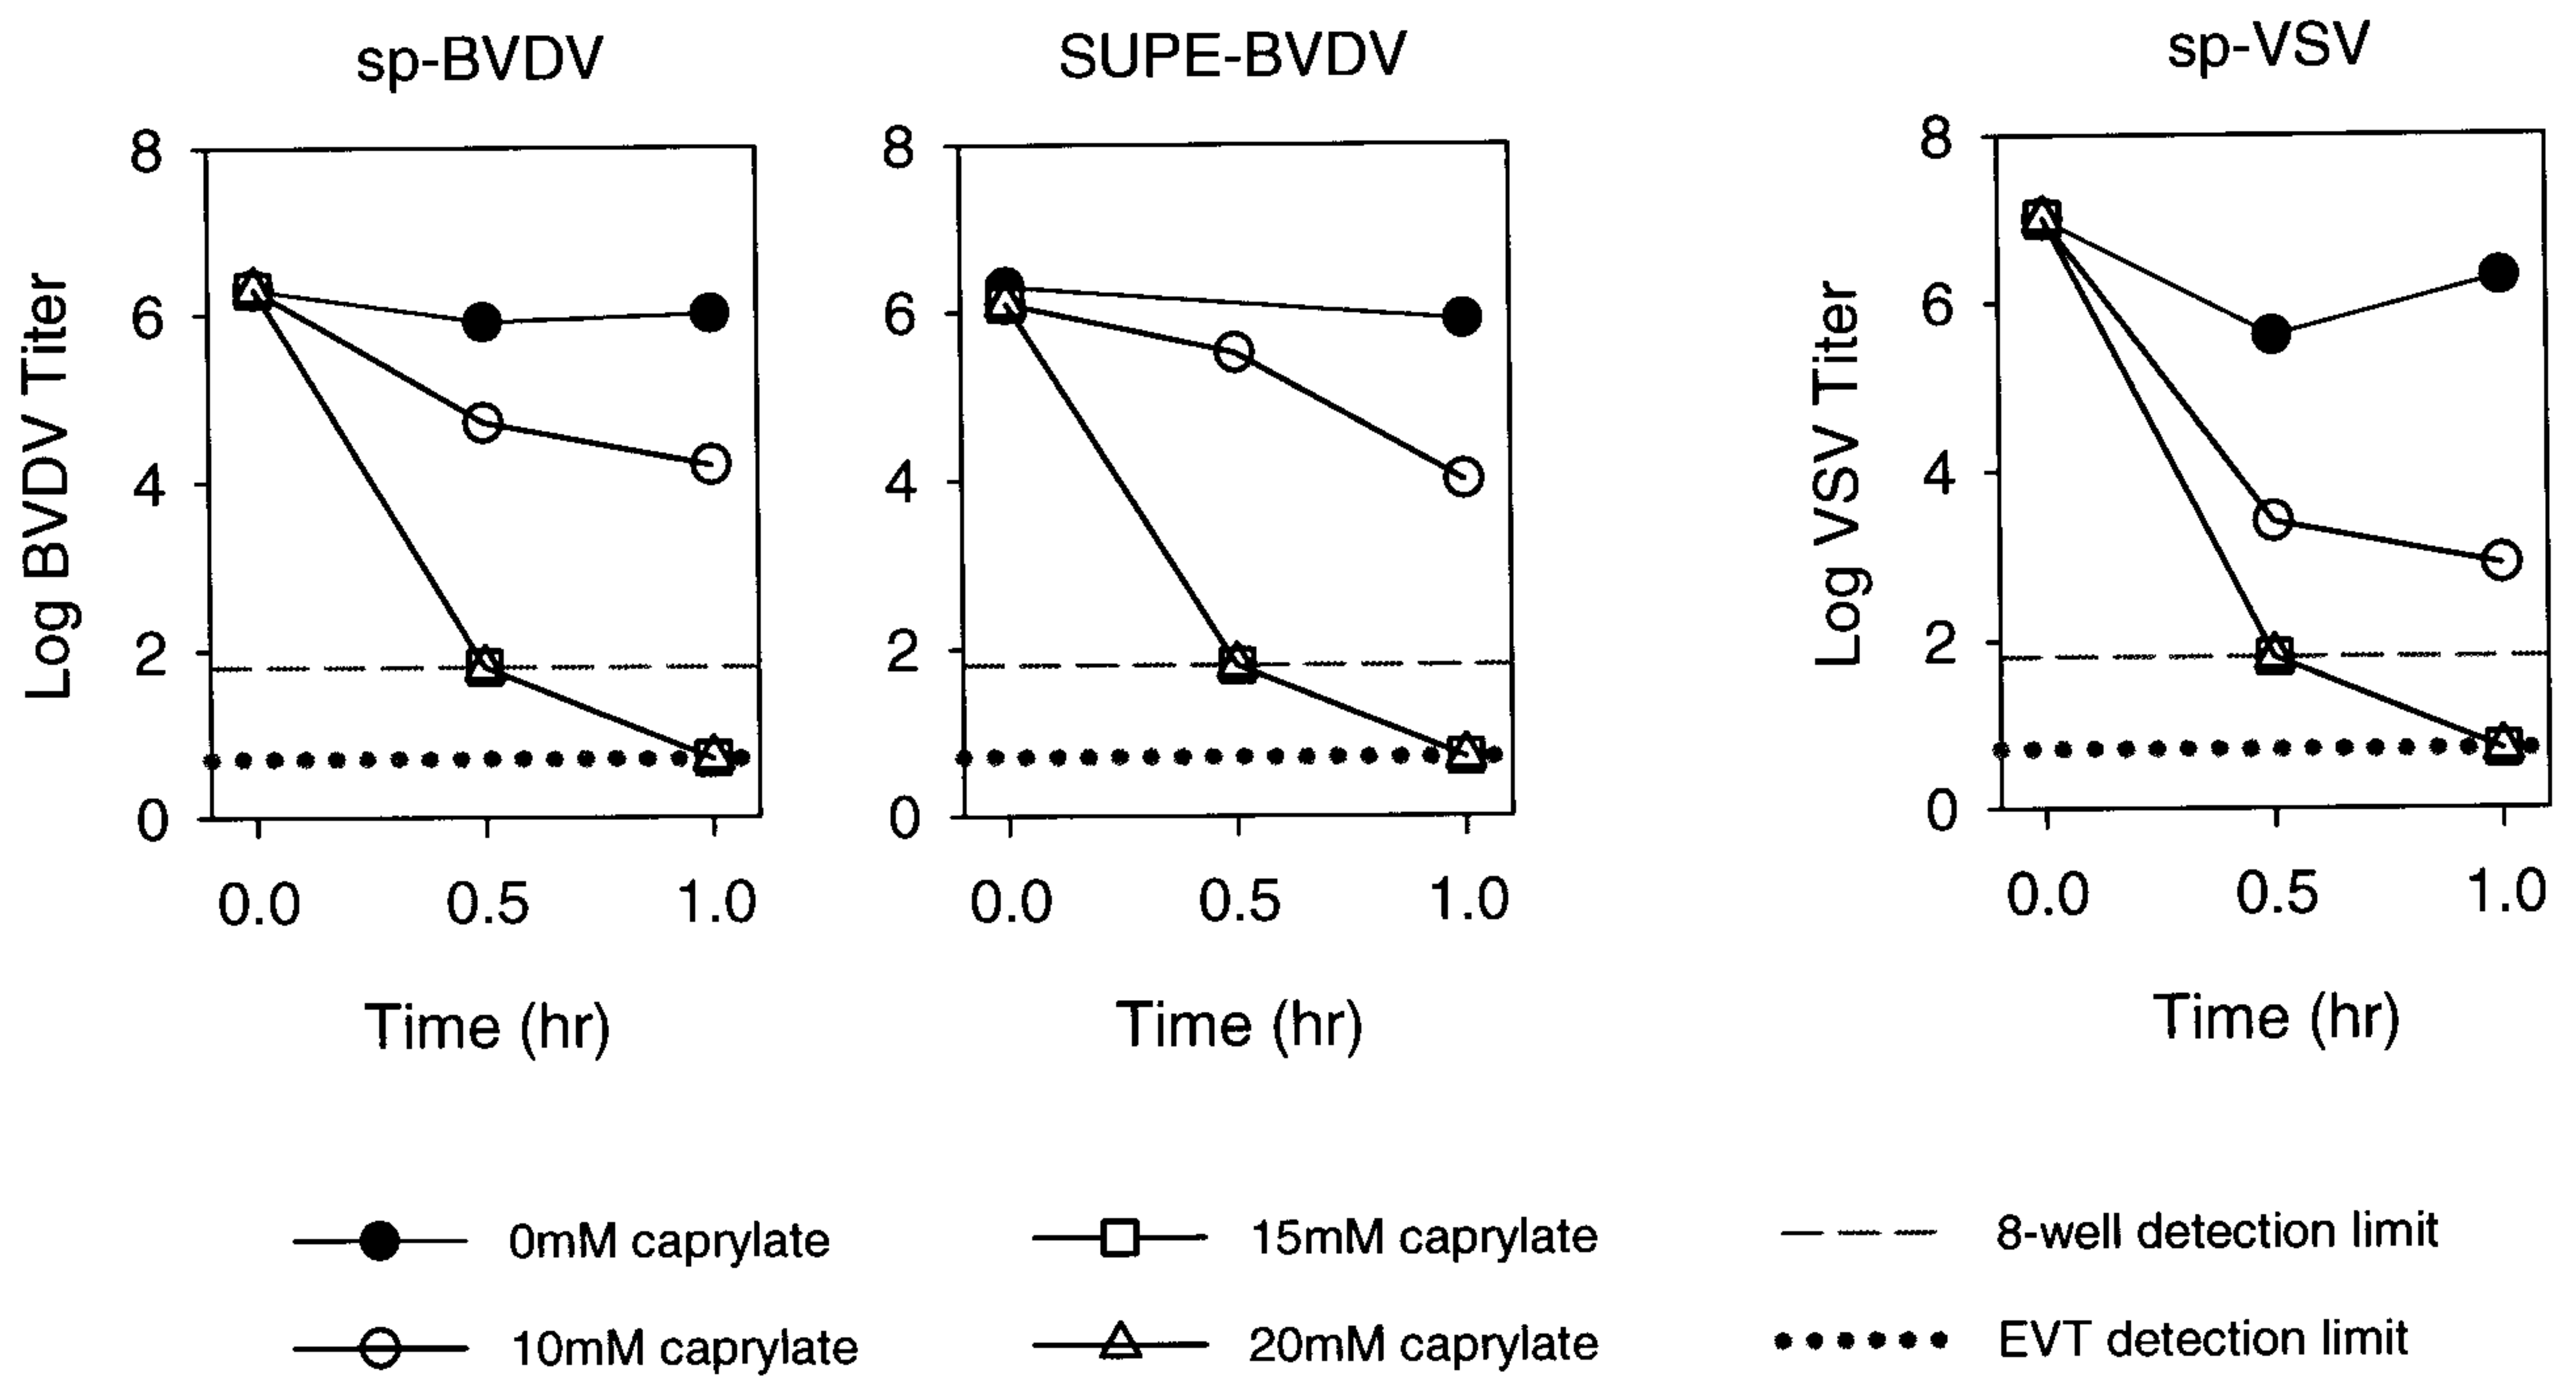 sp-BVDV
SUPE-BVDV
sp-VSV
Log BVDV Titer
8
6
4
2
0
0.0 0.5 1.0
Time (hr)
8
6
4
2
0
0.0 0.5 1.0
Time (hr)
Log VSV Titer
8
6
4
2
0
0.0 0.5 1.0
Time (hr)
0mM caprylate
15mM caprylate
8-well detection limit
10mM caprylate
20mM caprylate
EVT detection limit